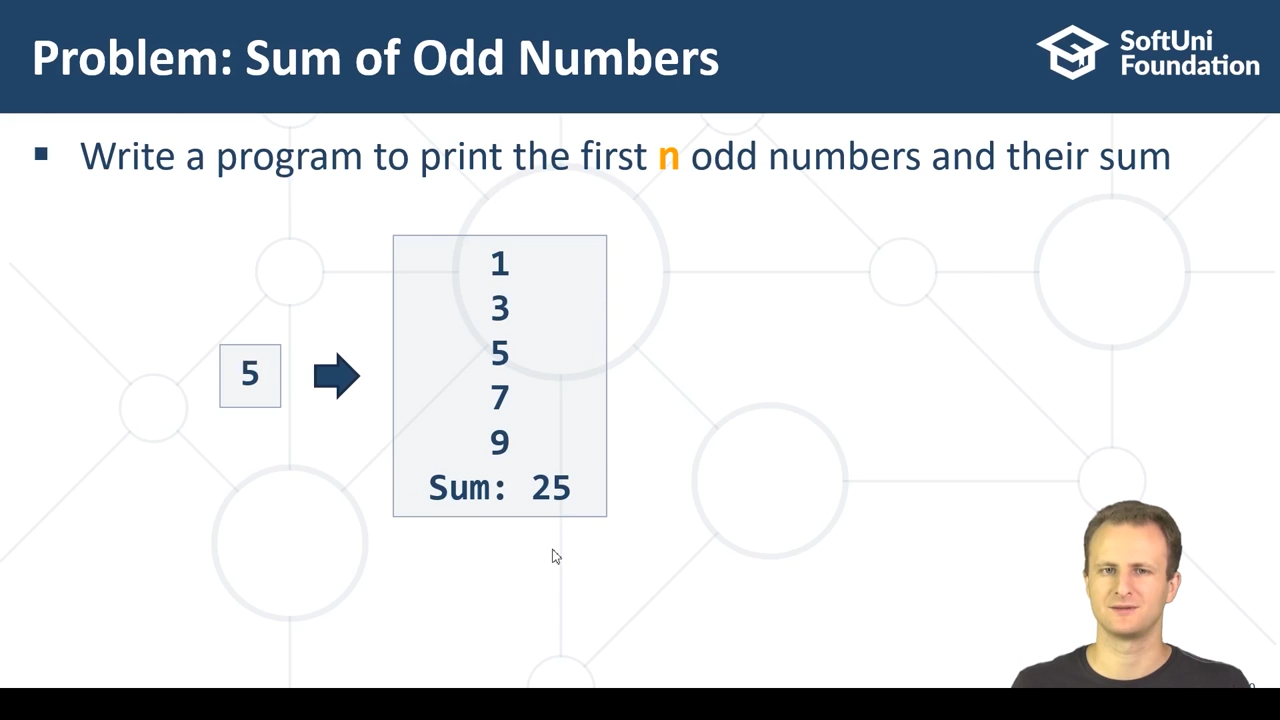 Problem: Sum of Odd Numbers
SoftUni
Foundation
▪ Write a program to print the first n odd numbers and their sum
1
3
5
7
9
Sum: 25
5